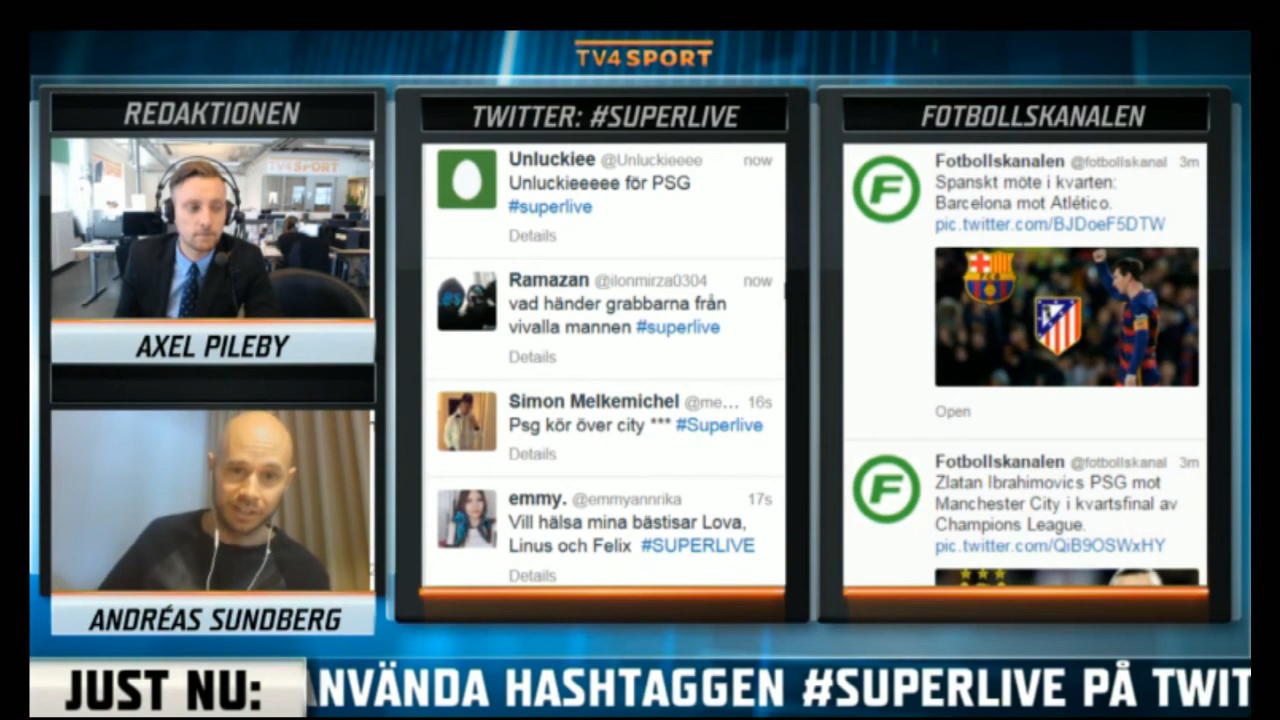 TV4 SPORT
REDAKTIONEN
TV4 SPORT
AXEL PILEBY
ANDRÉAS SUNDBERG
TWITTER: #SUPERLIVE
Unluckiee @Unluckieeee now
Unluckieeeee för PSG
#superlive
Details
Ramazan @ilonmirza0304 now
vad händer grabbarna från
vivalla mannen #superlive
Details
Simon Melkemichel @me... 16s
Psg kör över city *** #Superlive
Details
emmy. @emmyannrika 17s
Vill hälsa mina bästisar Lova,
Linus och Felix #SUPERLIVE
Details
FOTBOLLSKANALEN
F
Fotbollskanalen @fotbollskanal 3m
Spanskt möte i kvarten:
Barcelona mot Atlético.
pic.twitter.com/BJDoeF5DTW
Open
F
Fotbollskanalen @fotbollskanal 3m
Zlatan Ibrahimovics PSG mot
Manchester City i kvartsfinal av
Champions League.
pic.twitter.com/QiB9OSWxHY
JUST NU: NVÄNDA HASHTAGGEN #SUPERLIVE PÅ TWIT